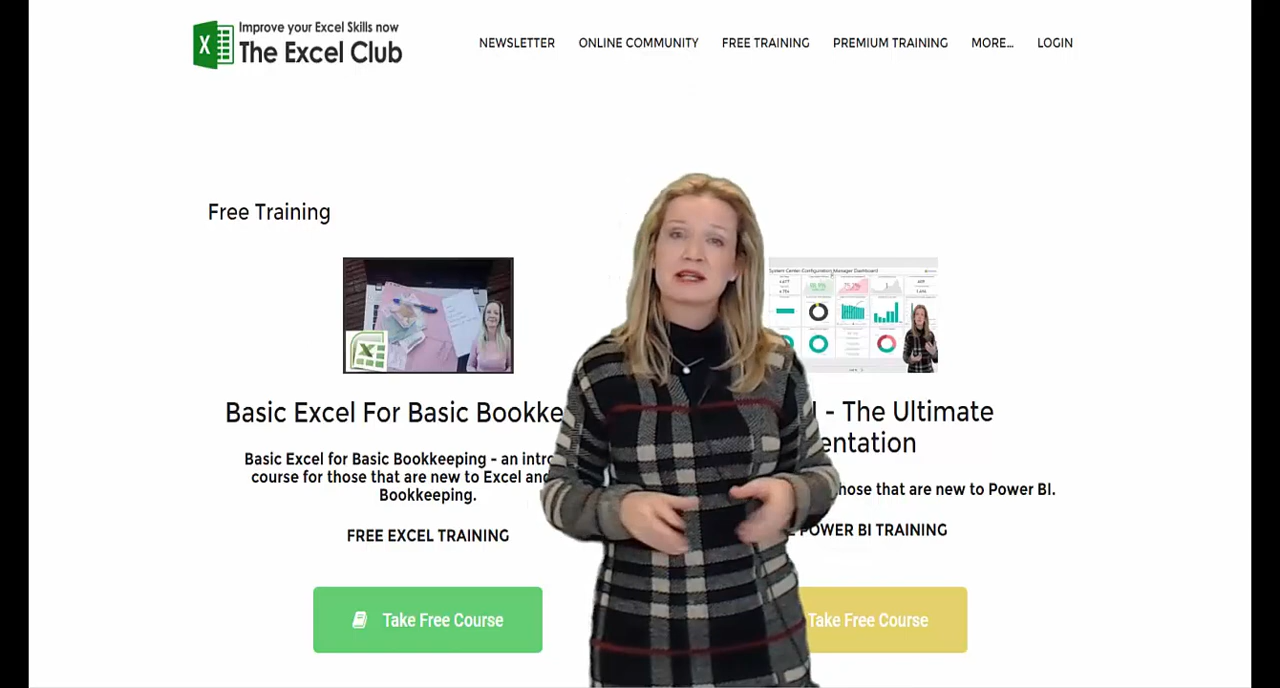 Improve your Excel Skills now
The Excel Club
NEWSLETTER ONLINE COMMUNITY FREE TRAINING PREMIUM TRAINING MORE... LOGIN
Free Training
Basic Excel For Basic Bookke
- The Ultimate
entation
Basic Excel for Basic Bookkeeping - an intro
course for those that are new to Excel and
Bookkeeping.
hose that are new to Power BI.
FREE EXCEL TRAINING
POWER BI TRAINING
Take Free Course
Take Free Course